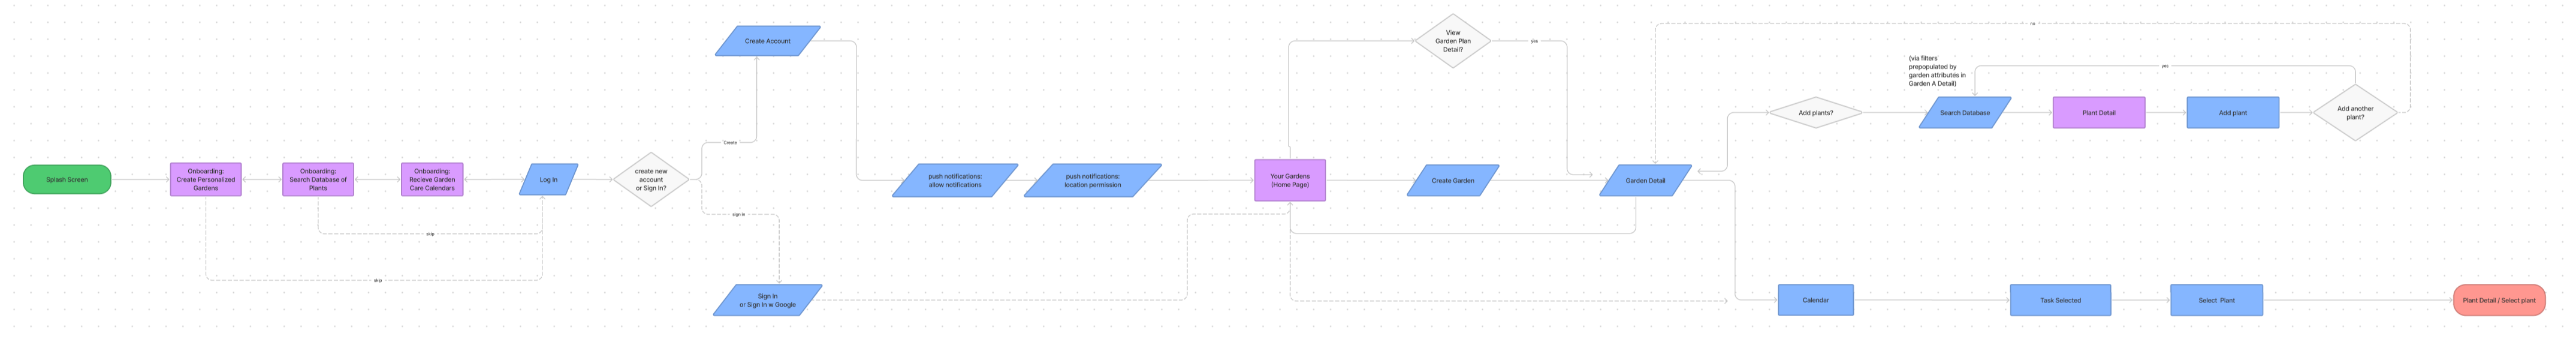 Splash Screen
Onboarding:
Create Personalized
Gardens
Onboarding:
Search Database of
Plants
Onboarding:
Recieve Garden
Care Calendars
Log In
skip
skip
create new
account
or Sign In?
Create
Create Account
sign in
Sign in
or Sign In w Google
push notifications:
allow notifications
push notifications:
location permission
Your Gardens
(Home Page)
View
Garden Plan
Detail?
yes
Create Garden
Garden Detail
Add plants?
(via filters
prepopulated by
garden attributes in
Garden A Detail)
Search Database
Plant Detail
Add plant
Add another
plant?
yes
no
Calendar
Task Selected
Select Plant
Plant Detail / Select plant